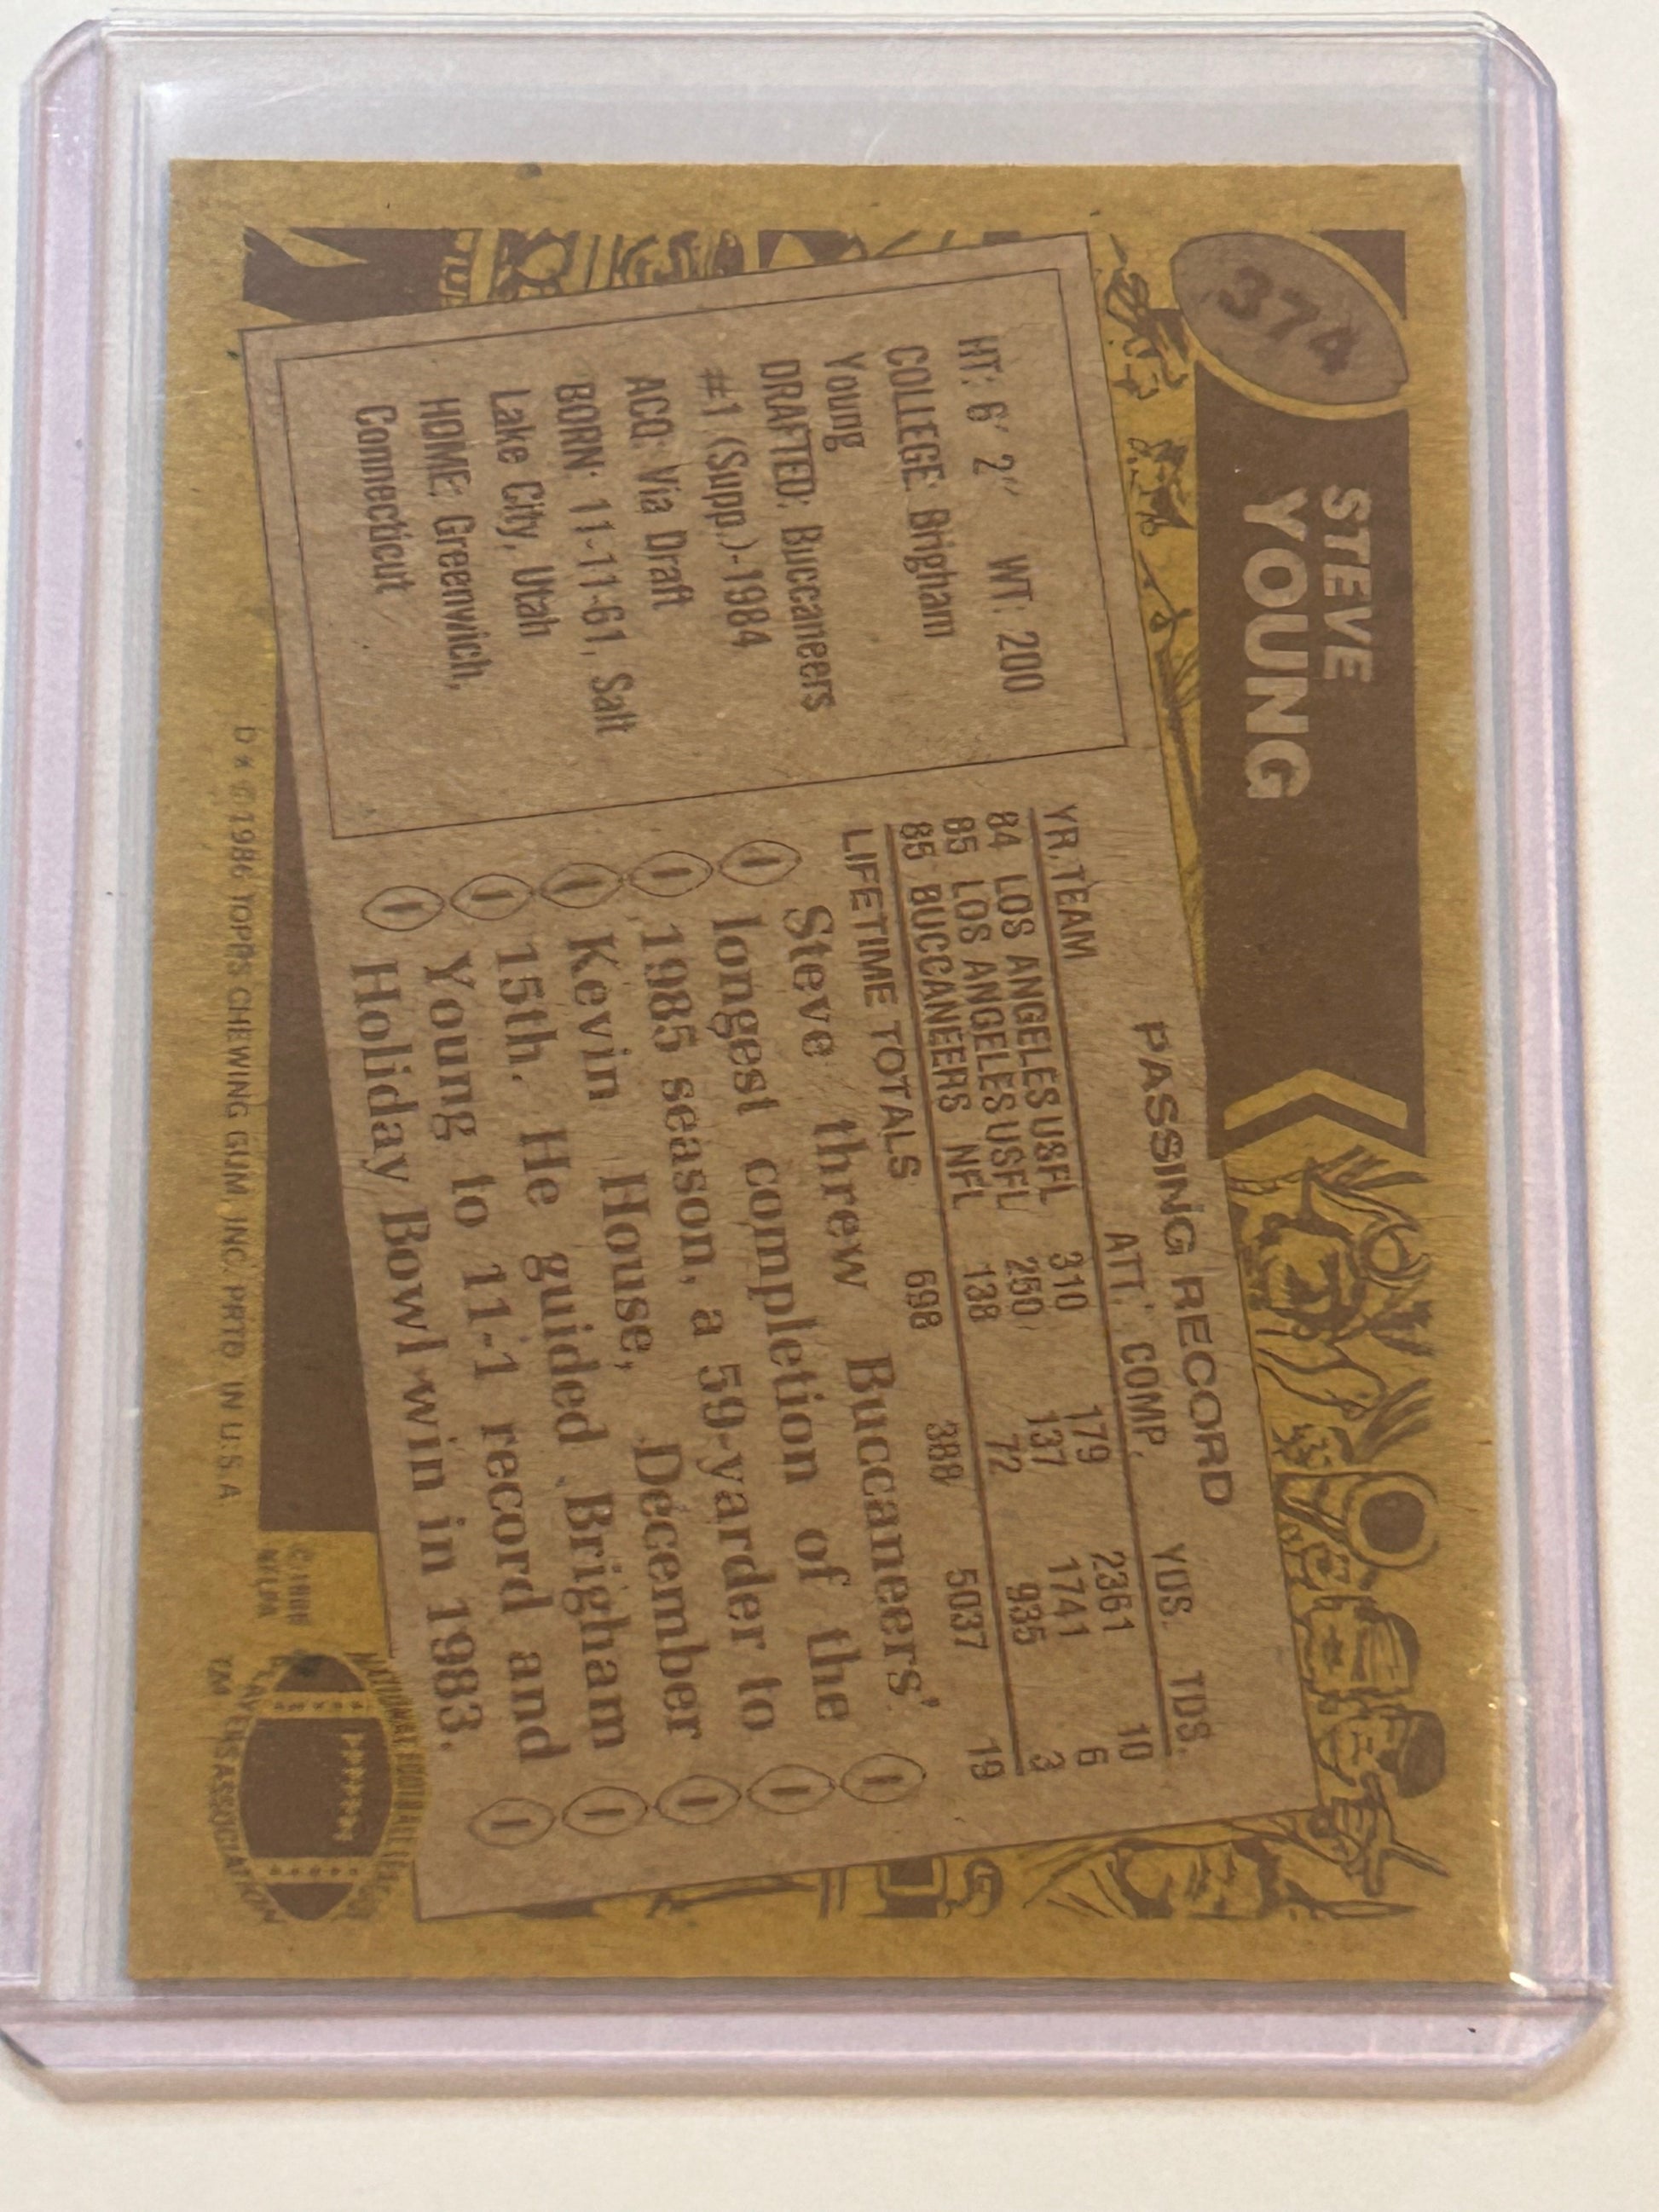 374
STEVE
YOUNG
HT: 6' 2" WT: 200
COLLEGE: Brigham
Young
DRAFTED: Buccaneers
#1 (Supp.)-1984
ACQ: Via Draft
BORN: 11-11-61, Salt
Lake City, Utah
HOME: Greenwich,
Connecticut
PASSING RECORD
YR. TEAM ATT. COMP. YDS. TDS.
84 LOS ANGELES USFL 310 179 2361 10
85 LOS ANGELES USFL 250 137 1741 6
85 BUCCANEERS NFL 138 72 935 3
LIFETIME TOTALS 698 388 5037 19
Steve threw Buccaneers'
longest completion of the
1985 season, a 59-yarder to
Kevin House, December
15th. He guided Brigham
Young to 11-1 record and
Holiday Bowl win in 1983.
© 1986 TOPPS CHEWING GUM, INC. PRTD. IN U.S.A.
NATIONAL FOOTBALL LEAGUE
PLAYERS ASSOCIATION